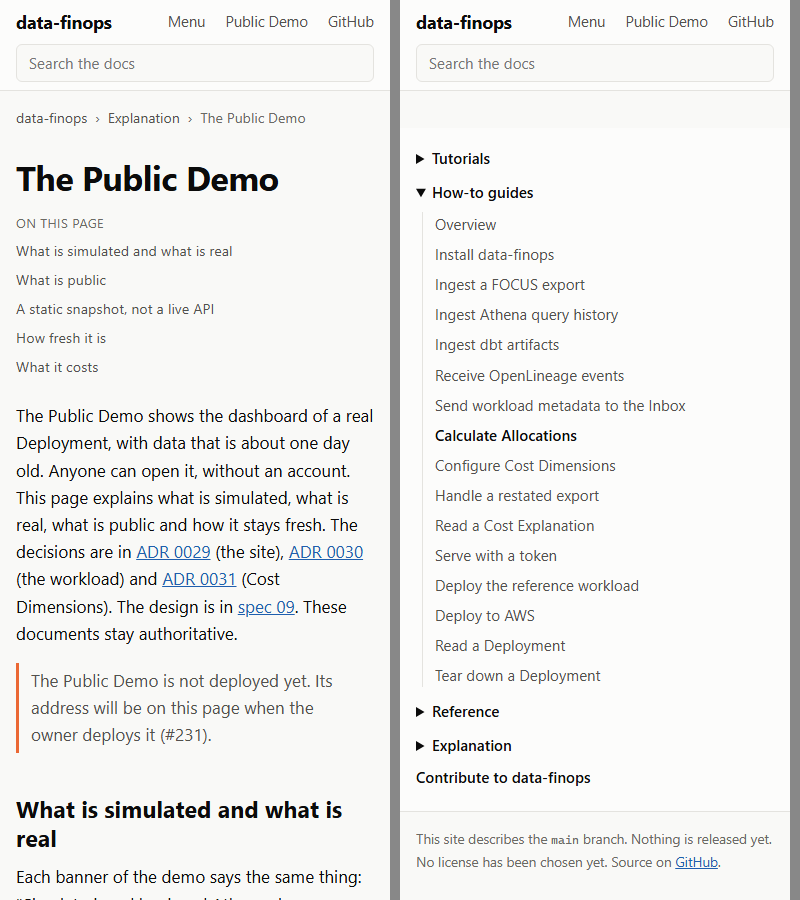 data-finops Menu Public Demo GitHub
Search the docs
data-finops › Explanation › The Public Demo
The Public Demo
ON THIS PAGE
What is simulated and what is real
What is public
A static snapshot, not a live API
How fresh it is
What it costs
The Public Demo shows the dashboard of a real
Deployment, with data that is about one day
old. Anyone can open it, without an account.
This page explains what is simulated, what is
real, what is public and how it stays fresh. The
decisions are in ADR 0029 (the site), ADR 0030
(the workload) and ADR 0031 (Cost
Dimensions). The design is in spec 09. These
documents stay authoritative.
The Public Demo is not deployed yet. Its
address will be on this page when the
owner deploys it (#231).
What is simulated and what is
real
Each banner of the demo says the same thing:
data-finops Menu Public Demo GitHub
Search the docs
Tutorials
How-to guides
Overview
Install data-finops
Ingest a FOCUS export
Ingest Athena query history
Ingest dbt artifacts
Receive OpenLineage events
Send workload metadata to the Inbox
Calculate Allocations
Configure Cost Dimensions
Handle a restated export
Read a Cost Explanation
Serve with a token
Deploy the reference workload
Deploy to AWS
Read a Deployment
Tear down a Deployment
Reference
Explanation
Contribute to data-finops
This site describes the main branch. Nothing is released yet.
No license has been chosen yet. Source on GitHub.